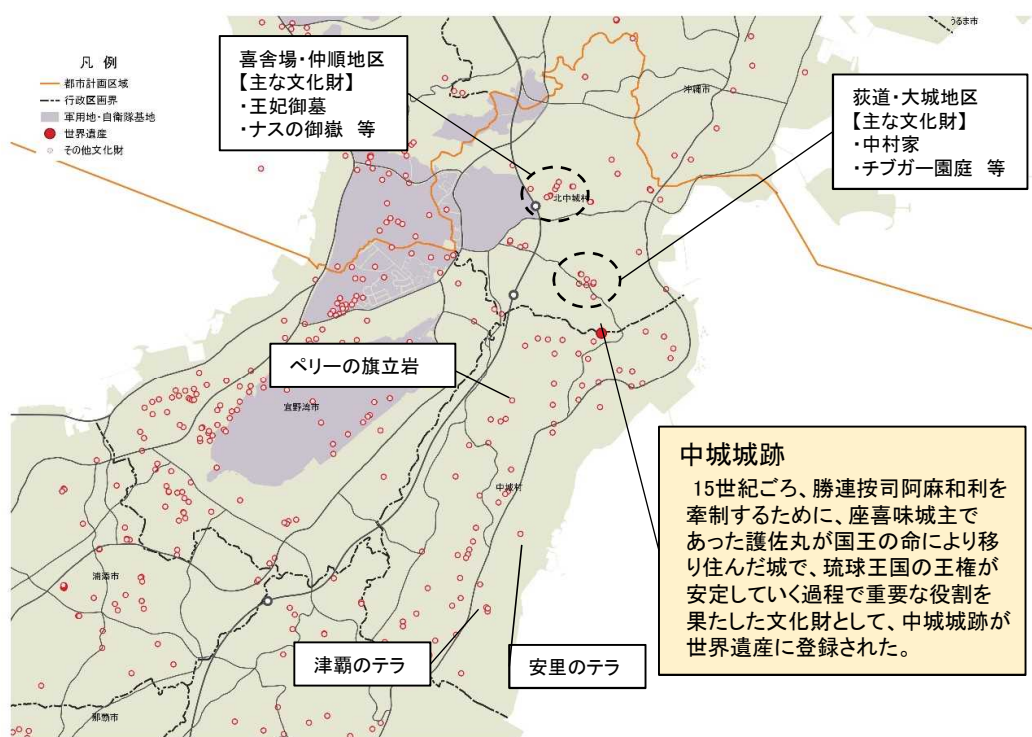 うるま市
凡 例
都市計画区域
行政区画界
軍用地・自衛隊基地
世界遺産
その他文化財
喜舎場・仲順地区
【主な文化財】
・王妃御墓
・ナスの御嶽 等
沖縄市
荻道・大城地区
【主な文化財】
・中村家
・チブガー園庭 等
北中城村
ペリーの旗立岩
宜野湾市
中城村
中城城跡
15世紀ごろ、勝連按司阿麻和利を
牽制するために、座喜味城主で
あった護佐丸が国王の命により移
り住んだ城で、琉球王国の王権が
安定していく過程で重要な役割を
果たした文化財として、中城城跡が
世界遺産に登録された。
浦添市
津覇のテラ
安里のテラ
那覇市